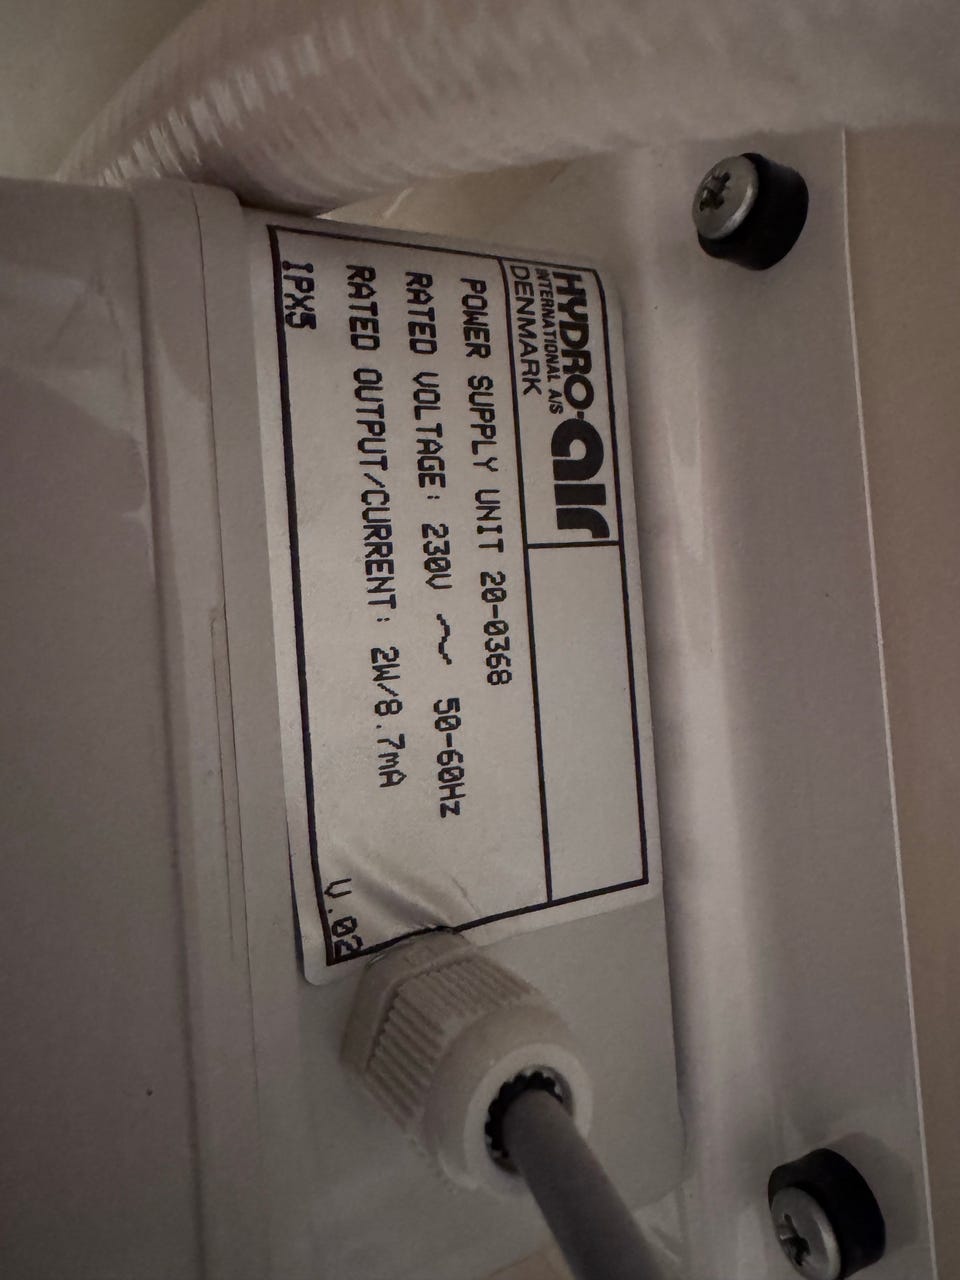 HYDRO-air
INTERNATIONAL A/S
DENMARK
POWER SUPPLY UNIT 20-0368
RATED VOLTAGE: 230V ~ 50-60Hz
RATED OUTPUT/CURRENT: 2W/8.7mA
IPX5
V.02